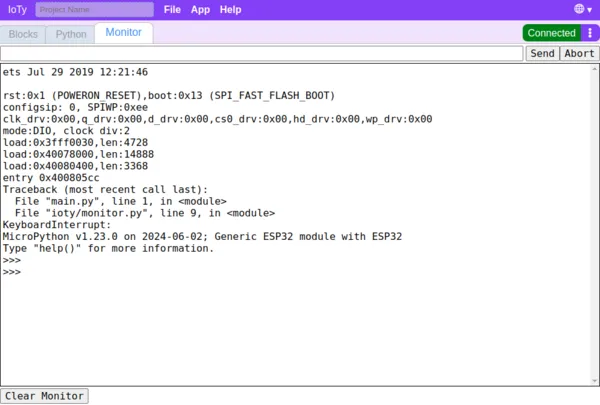 IoTy
Project Name
File
App
Help
Blocks
Python
Monitor
Connected
Send
Abort
ets Jul 29 2019 12:21:46
rst:0x1 (POWERON_RESET),boot:0x13 (SPI_FAST_FLASH_BOOT)
configsip: 0, SPIWP:0xee
clk_drv:0x00,q_drv:0x00,d_drv:0x00,cs0_drv:0x00,hd_drv:0x00,wp_drv:0x00
mode:DIO, clock div:2
load:0x3fff0030,len:4728
load:0x40078000,len:14888
load:0x40080400,len:3368
entry 0x400805cc
Traceback (most recent call last):
  File "main.py", line 1, in <module>
  File "ioty/monitor.py", line 9, in <module>
KeyboardInterrupt:
MicroPython v1.23.0 on 2024-06-02; Generic ESP32 module with ESP32
Type "help()" for more information.
>>>
>>>
Clear Monitor